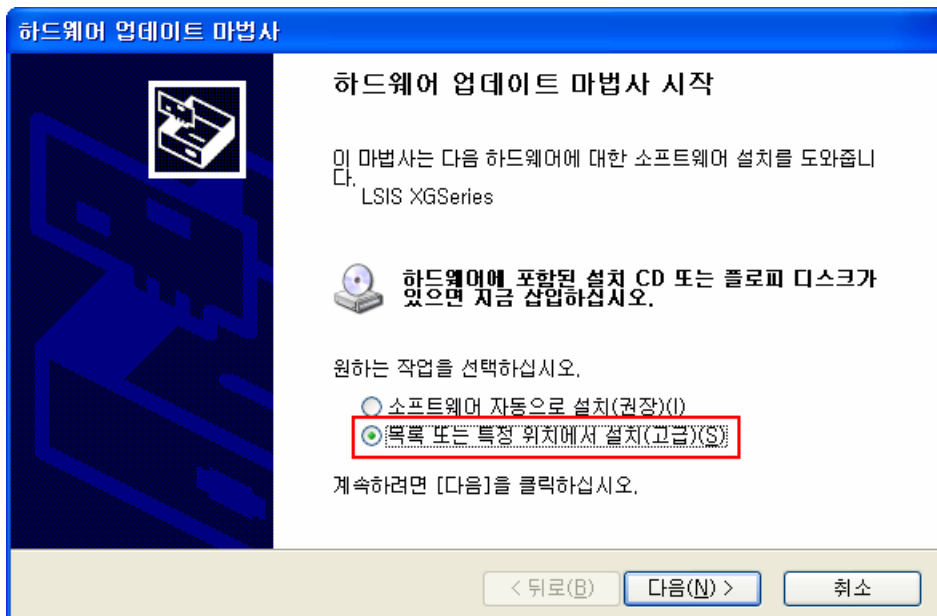 하드웨어 업데이트 마법사
하드웨어 업데이트 마법사 시작
이 마법사는 다음 하드웨어에 대한 소프트웨어 설치를 도와줍니
다.
LSIS XGSeries
하드웨어에 포함된 설치 CD 또는 플로피 디스크가
있으면 지금 삽입하십시오.
원하는 작업을 선택하십시오.
소프트웨어 자동으로 설치(권장)(I)
목록 또는 특정 위치에서 설치(고급)(S)
계속하려면 [다음]을 클릭하십시오.
< 뒤로(B) 다음(N) > 취소